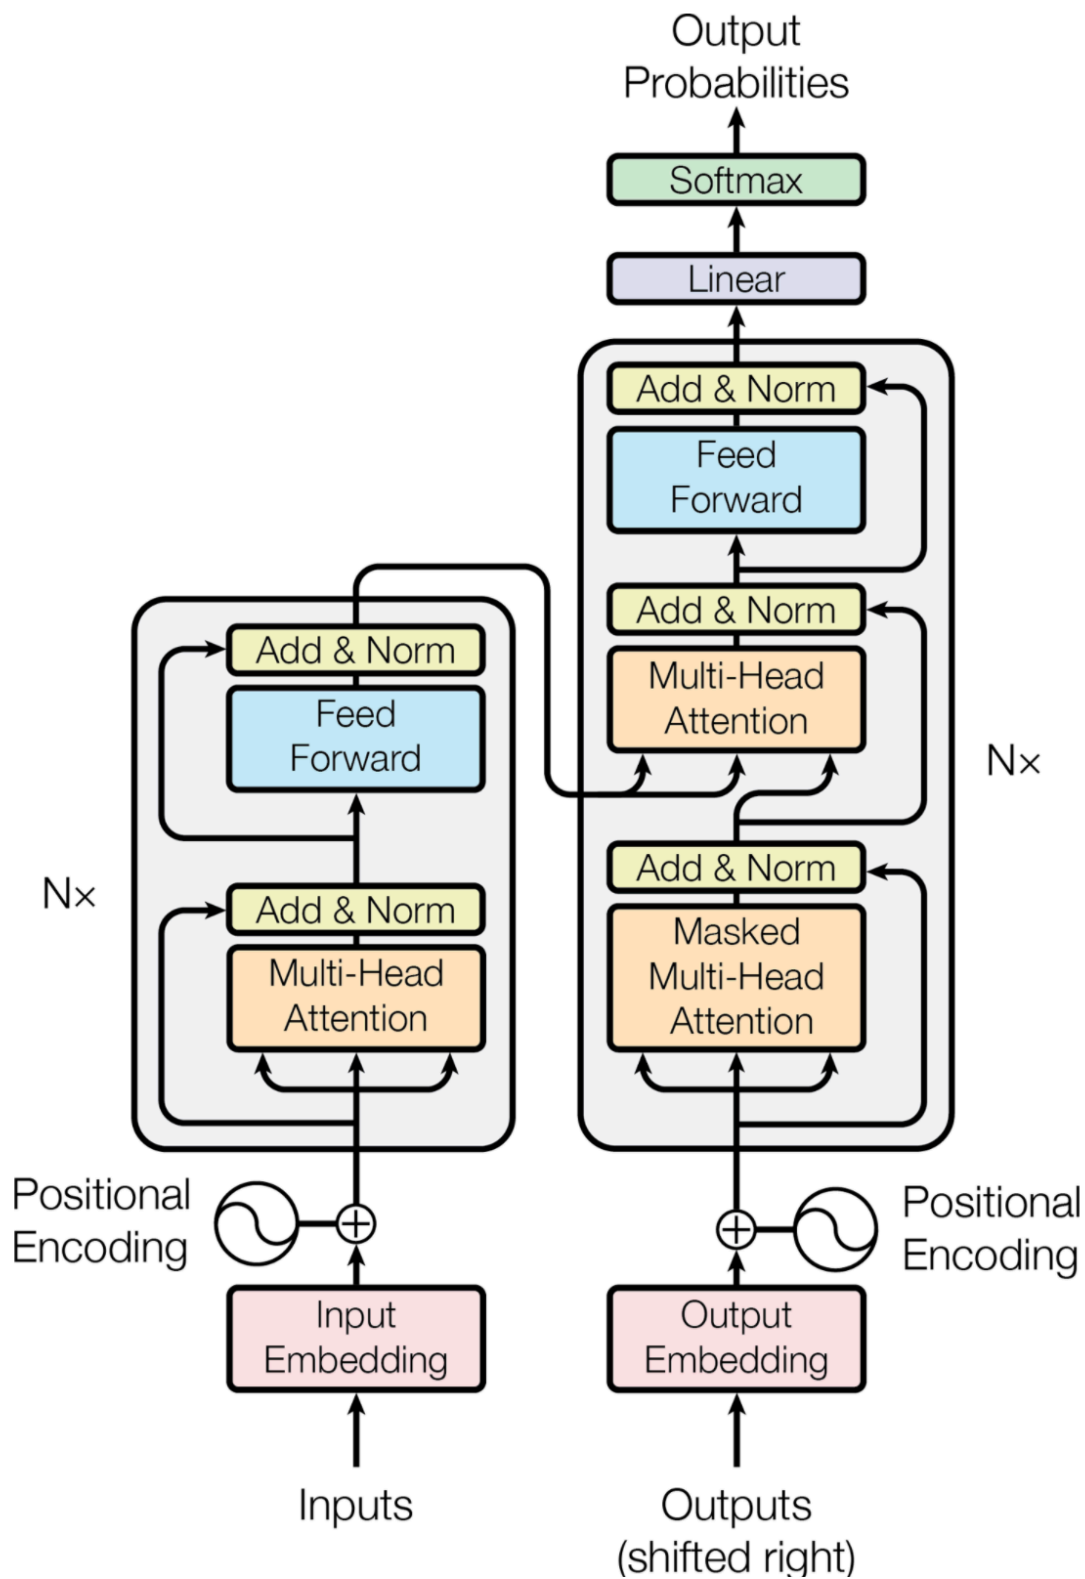 Output
Probabilities
Softmax
Linear
Add & Norm
Feed
Forward
Add & Norm
Multi-Head
Attention
Nx
Add & Norm
Masked
Multi-Head
Attention
Add & Norm
Feed
Forward
Nx
Add & Norm
Multi-Head
Attention
Positional
Encoding
Positional
Encoding
Input
Embedding
Output
Embedding
Inputs
Outputs
(shifted right)